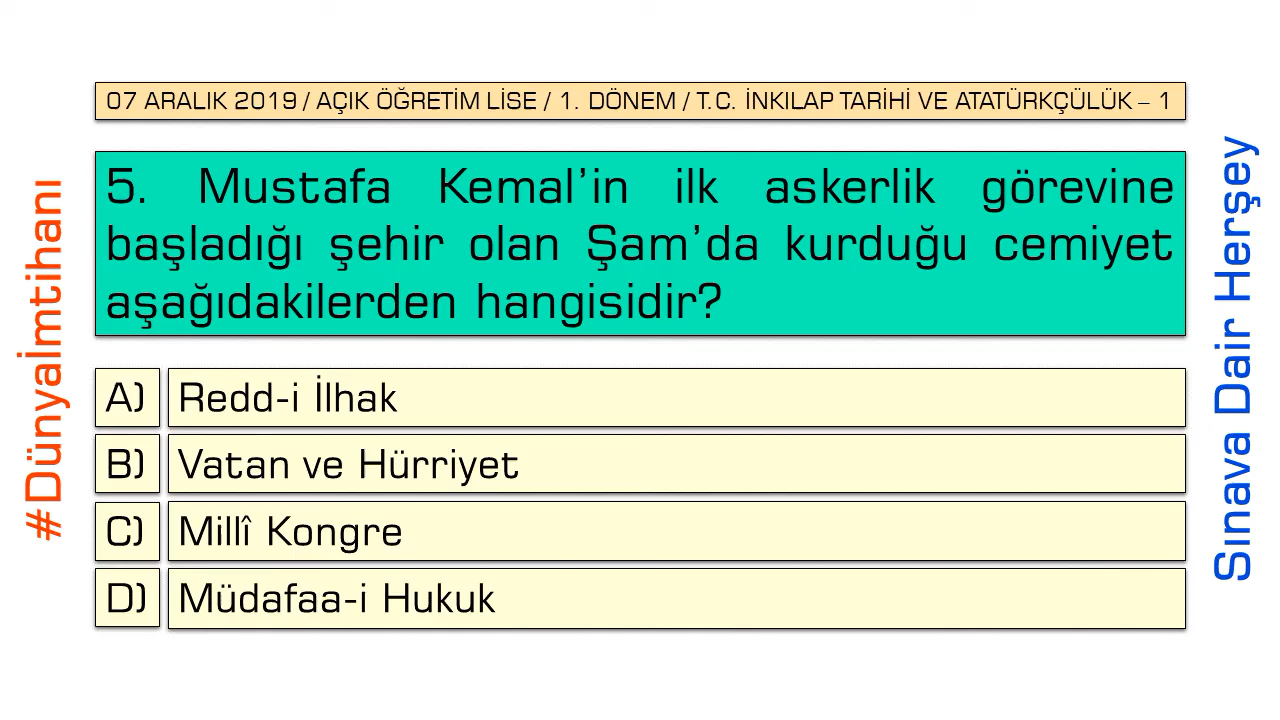 07 ARALIK 2019 / AÇIK ÖĞRETİM LİSE / 1. DÖNEM / T.C. İNKILAP TARİHİ VE ATATÜRKÇÜLÜK – 1
5. Mustafa Kemal’in ilk askerlik görevine
başladığı şehir olan Şam’da kurduğu cemiyet
aşağıdakilerden hangisidir?
A) Redd-i İlhak
B) Vatan ve Hürriyet
C) Millî Kongre
D) Müdafaa-i Hukuk
#Dünyaİmtihanı
Sınava Dair Herşey